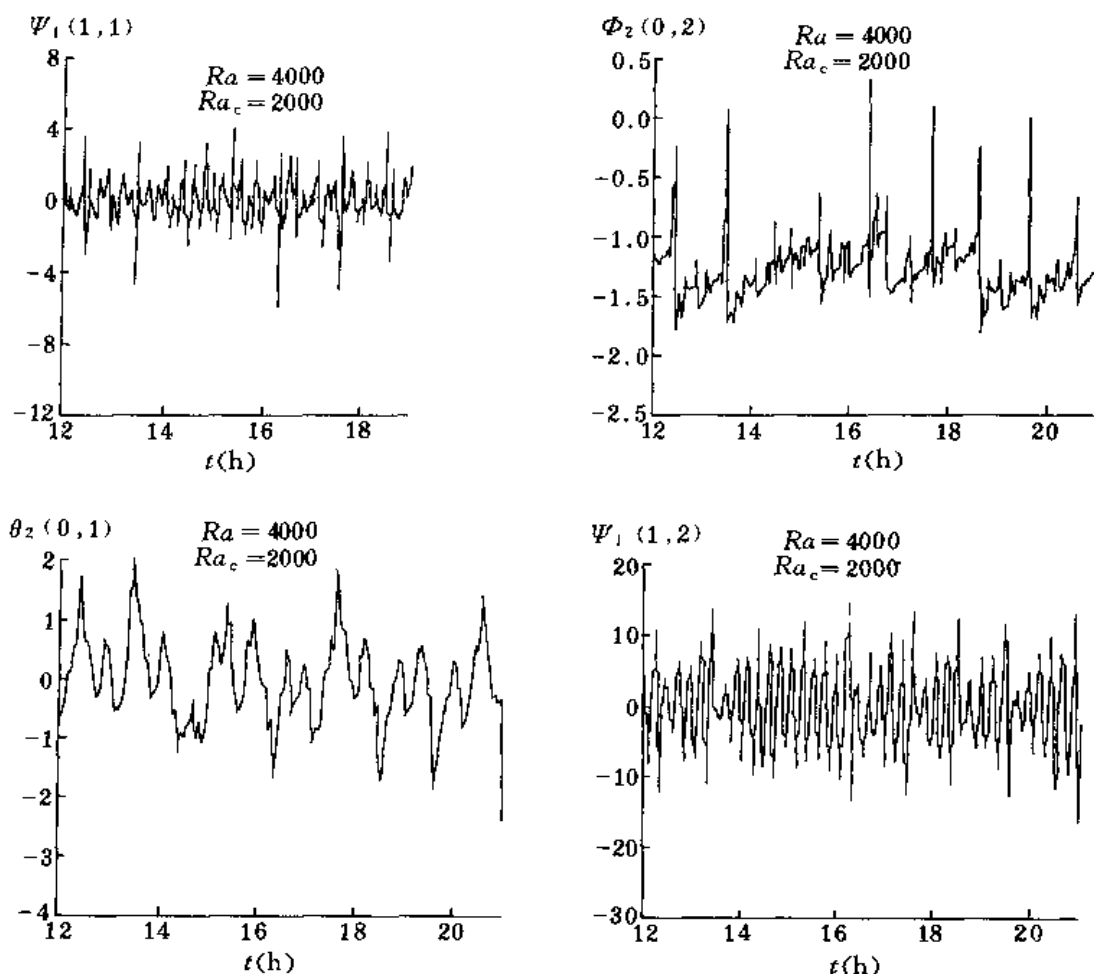 Ψ₁(1,1)
Ra = 4000
Ra_c = 2000
8
4
0
−4
−8
−12
12 14 16 18
t(h)
Φ₂(0,2)
Ra = 4000
Ra_c = 2000
0.5
0.0
−0.5
−1.0
−1.5
−2.0
−2.5
12 14 16 18 20
t(h)
θ₂(0,1)
Ra = 4000
Ra_c = 2000
2
1
0
−1
−2
−3
−4
12 14 16 18 20
t(h)
Ψ₁(1,2)
Ra = 4000
Ra_c = 2000
20
10
0
−10
−20
−30
12 14 16 18 20
t(h)